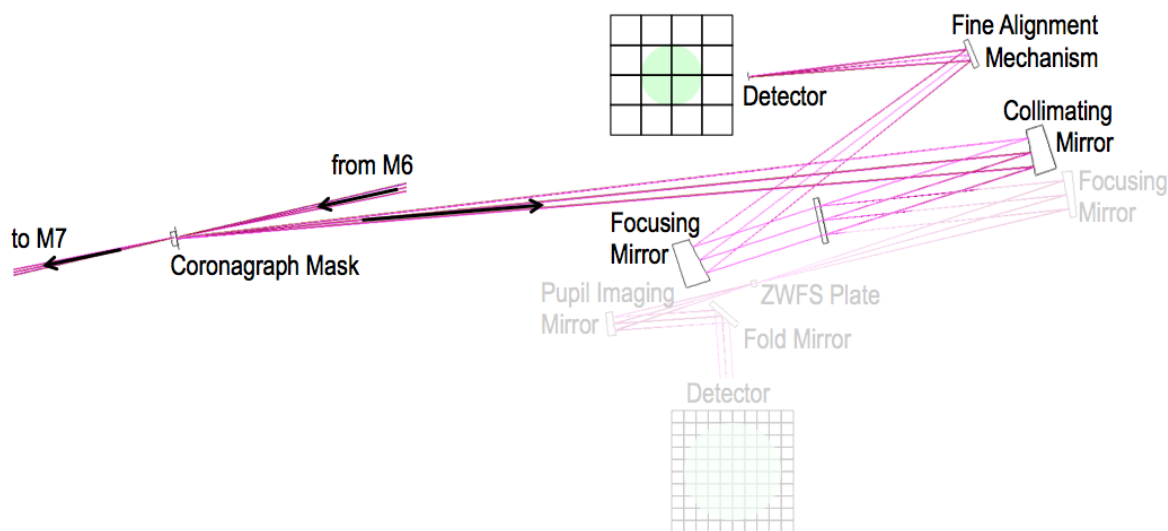 Fine Alignment
Mechanism
Detector
Collimating
Mirror
from M6
Focusing
Mirror
to M7
Focusing
Mirror
Coronagraph Mask
Pupil Imaging
Mirror
ZWFS Plate
Fold Mirror
Detector